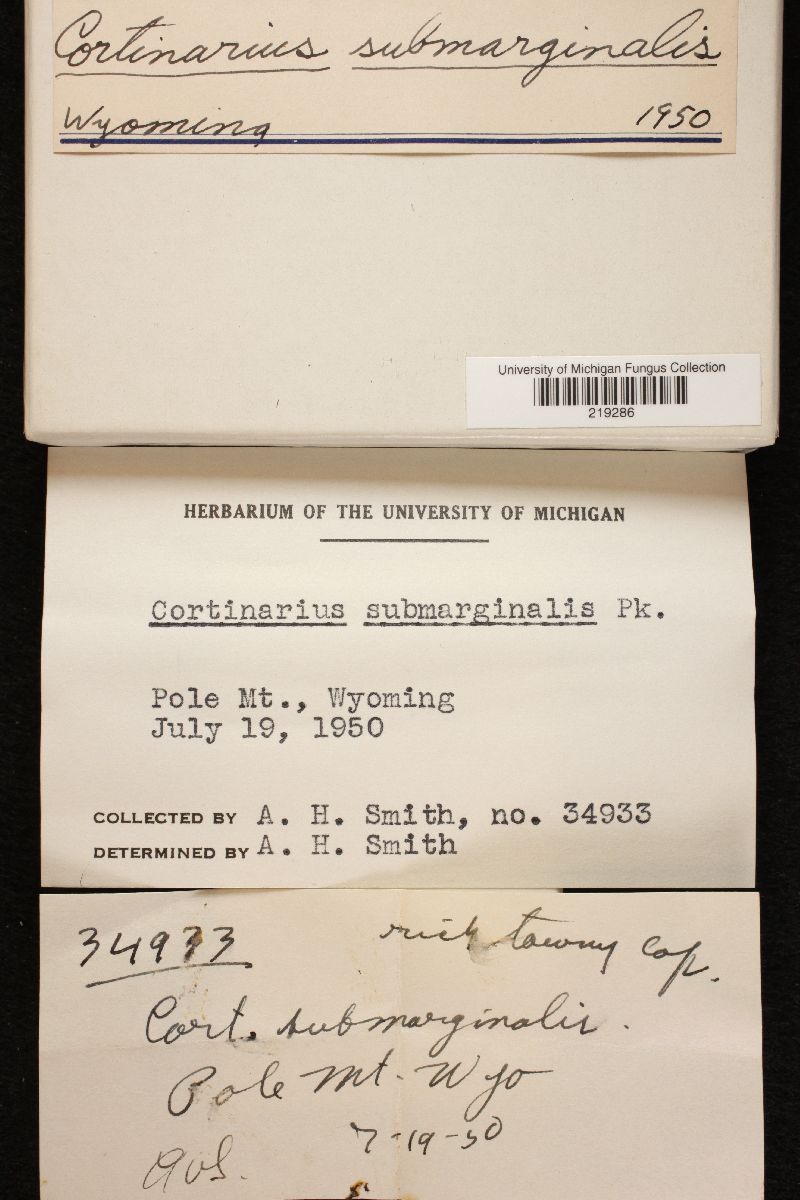 Cortinarius submarginalis
Wyoming 1950
University of Michigan Fungus Collection
219286
HERBARIUM OF THE UNIVERSITY OF MICHIGAN
Cortinarius submarginalis Pk.
Pole Mt., Wyoming
July 19, 1950
COLLECTED BY A. H. Smith, no. 34933
DETERMINED BY A. H. Smith
34933 rich tawny cap.
Cort. submarginalis.
Pole Mt. Wyo
7-19-50
AHS.